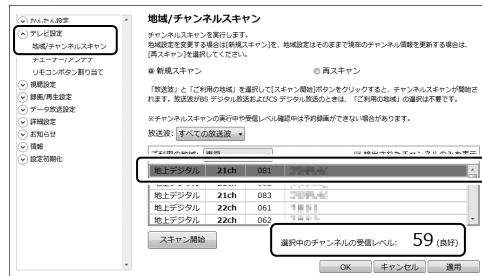 かんたん設定
テレビ設定
地域/チャンネルスキャン
チューナー/アンテナ
リモコンボタン割り当て
視聴設定
録画/再生設定
データ放送設定
詳細設定
お知らせ
情報
設定初期化
地域/チャンネルスキャン
チャンネルスキャンを実行します。
地域設定を変更する場合は[新規スキャン]を、地域設定はそのままで現在のチャンネル情報を更新する場合は、
[再スキャン]を選択してください。
新規スキャン 再スキャン
「放送波」と「ご利用の地域」を選択して[スキャン開始]ボタンをクリックすると、チャンネルスキャンが開始さ
れます。放送波がBS デジタル放送およびCS デジタル放送のときは、「ご利用の地域」の選択は不要です。
※チャンネルスキャンの実行中や受信レベル確認中は予約録画ができない場合があります。
放送波: すべての放送波
ご利用の地域: 東京 検出されたチャンネルのみを表示
地上デジタル 21ch 081
地上デジタル 21ch 083
地上デジタル 22ch 061
地上デジタル 22ch 062
スキャン開始
選択中のチャンネルの受信レベル: 59 (良好)
OK キャンセル 適用